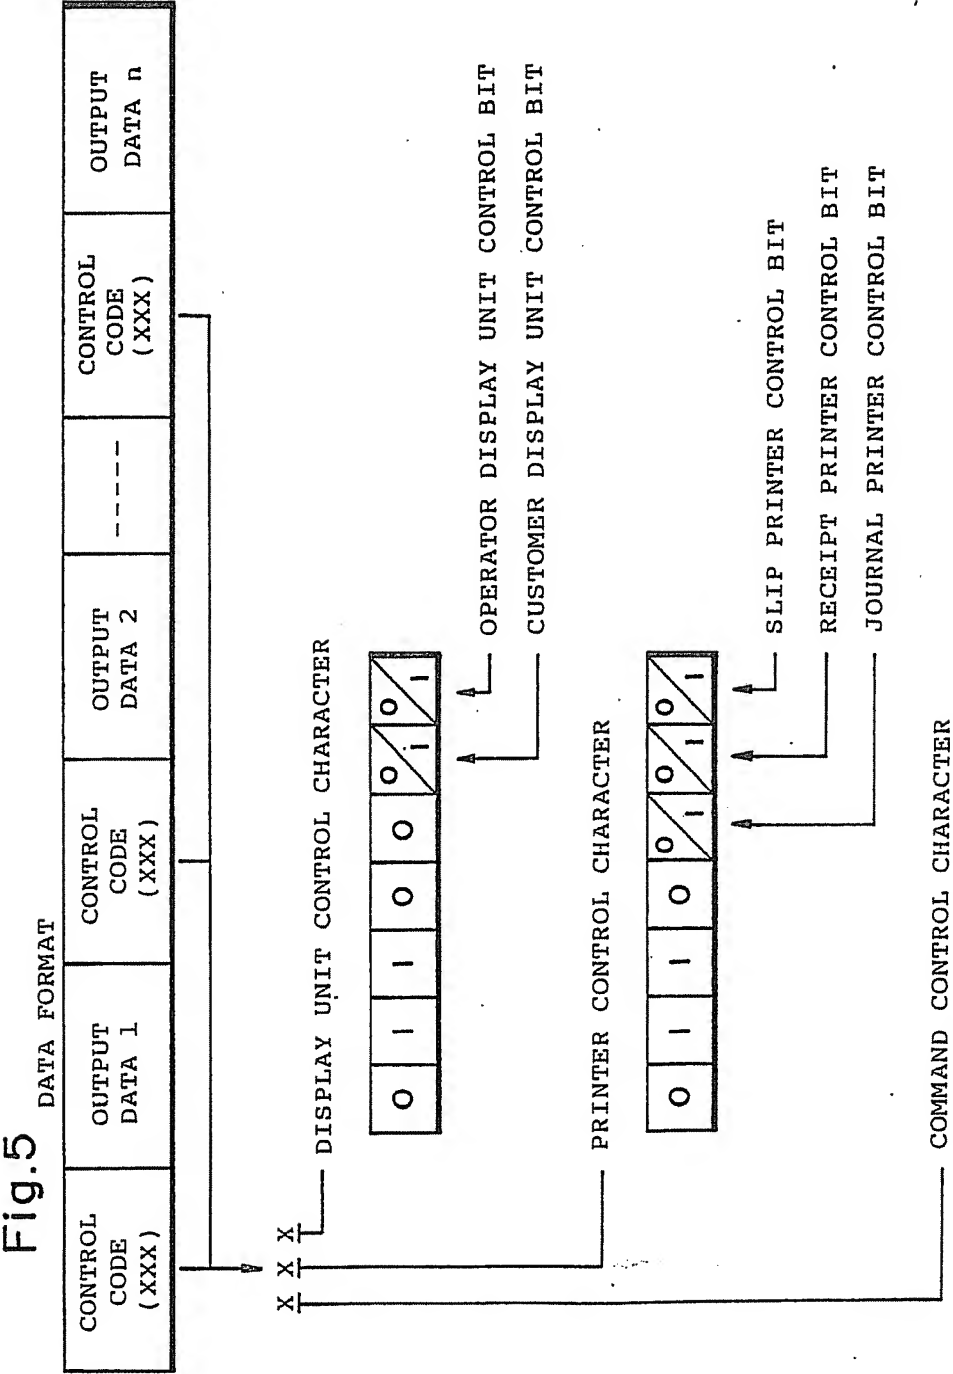 Fig.5
DATA FORMAT
CONTROL
CODE
(XXX)
OUTPUT
DATA 1
CONTROL
CODE
(XXX)
OUTPUT
DATA 2
-----
CONTROL
CODE
(XXX)
OUTPUT
DATA n
X X X
DISPLAY UNIT CONTROL CHARACTER
0 1 1 0 0 0/1 0/1
OPERATOR DISPLAY UNIT CONTROL BIT
CUSTOMER DISPLAY UNIT CONTROL BIT
PRINTER CONTROL CHARACTER
0 1 1 0 0/1 0/1 0/1
SLIP PRINTER CONTROL BIT
RECEIPT PRINTER CONTROL BIT
JOURNAL PRINTER CONTROL BIT
COMMAND CONTROL CHARACTER